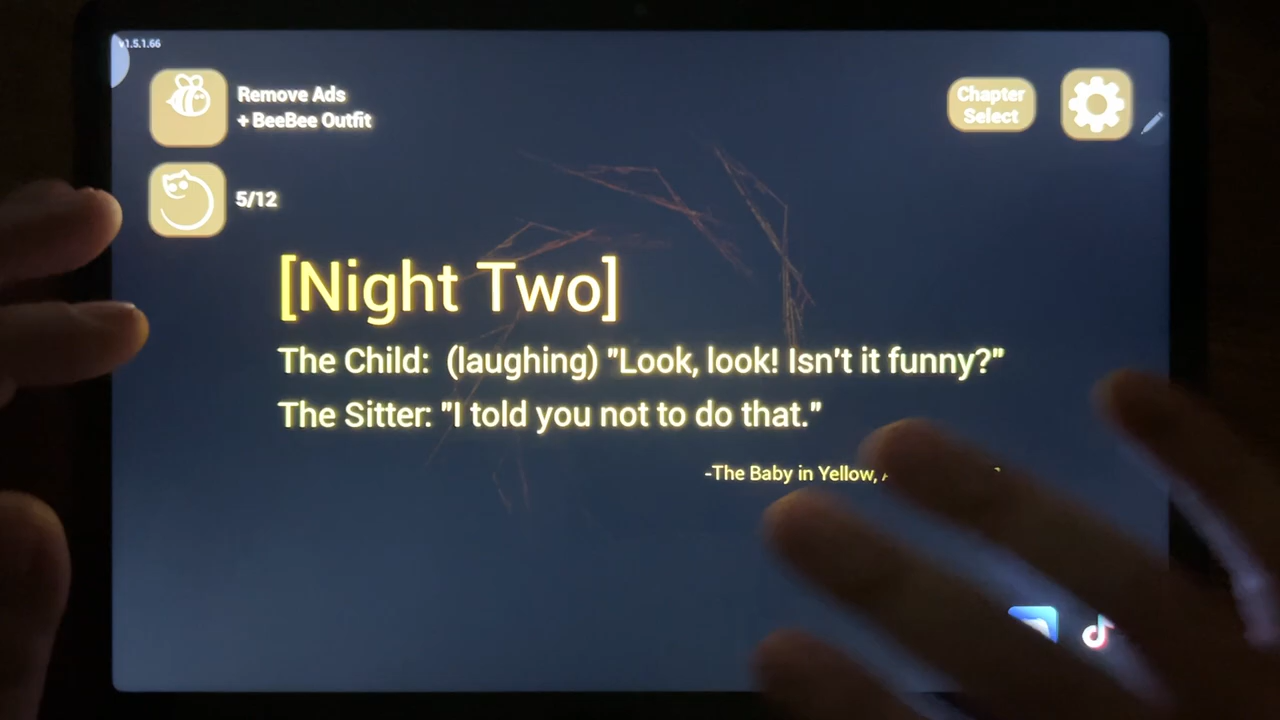 v1.5.1.66
Remove Ads
+ BeeBee Outfit
Chapter
Select
5/12
[Night Two]
The Child:  (laughing) "Look, look! Isn't it funny?"
The Sitter: "I told you not to do that."
-The Baby in Yellow,